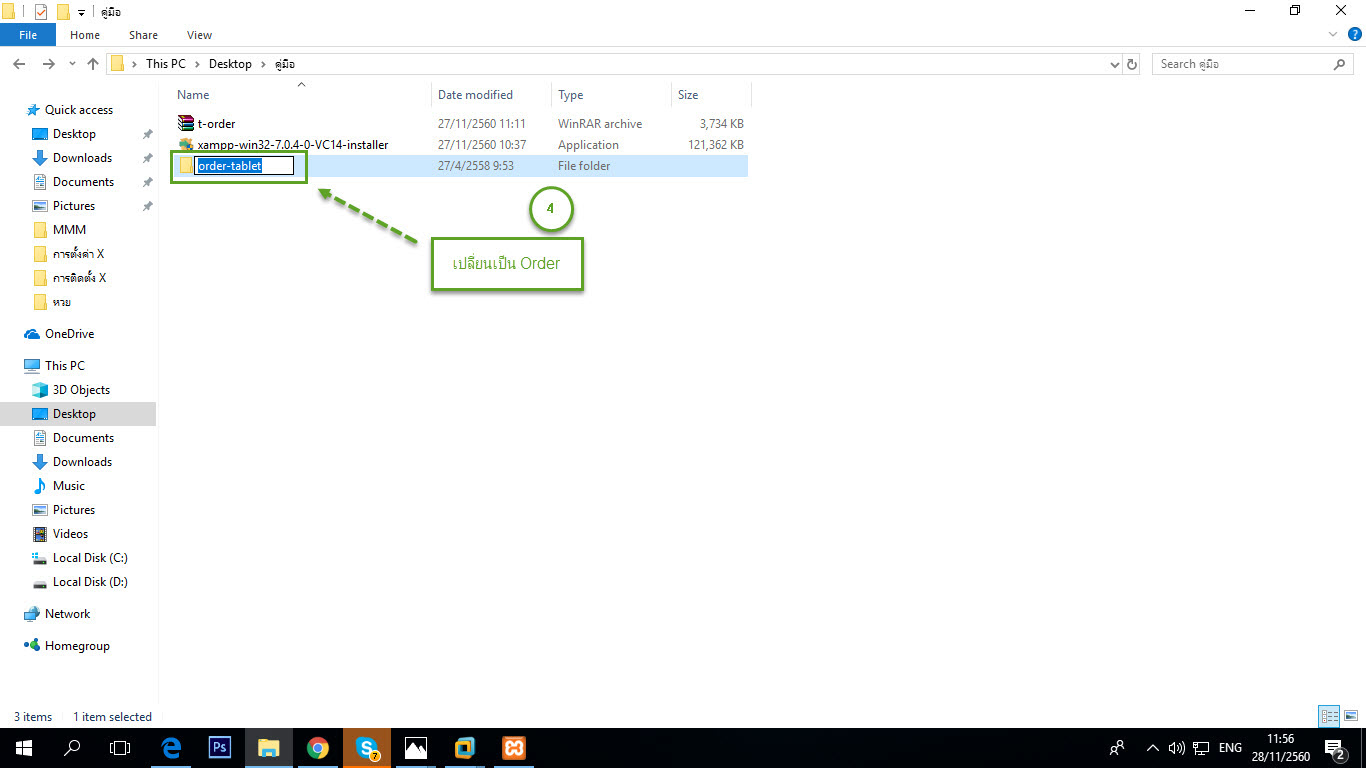 คู่มือ
File Home Share View
This PC Desktop คู่มือ
Search คู่มือ
Name Date modified Type Size
t-order 27/11/2560 11:11 WinRAR archive 3,734 KB
xampp-win32-7.0.4-0-VC14-installer 27/11/2560 10:37 Application 121,362 KB
order-tablet 27/4/2558 9:53 File folder
4
เปลี่ยนเป็น Order
Quick access
Desktop
Downloads
Documents
Pictures
MMM
การตั้งค่า X
การติดตั้ง X
หวย
OneDrive
This PC
3D Objects
Desktop
Documents
Downloads
Music
Pictures
Videos
Local Disk (C:)
Local Disk (D:)
Network
Homegroup
3 items 1 item selected
Ps
7
ENG
11:56
28/11/2560
2